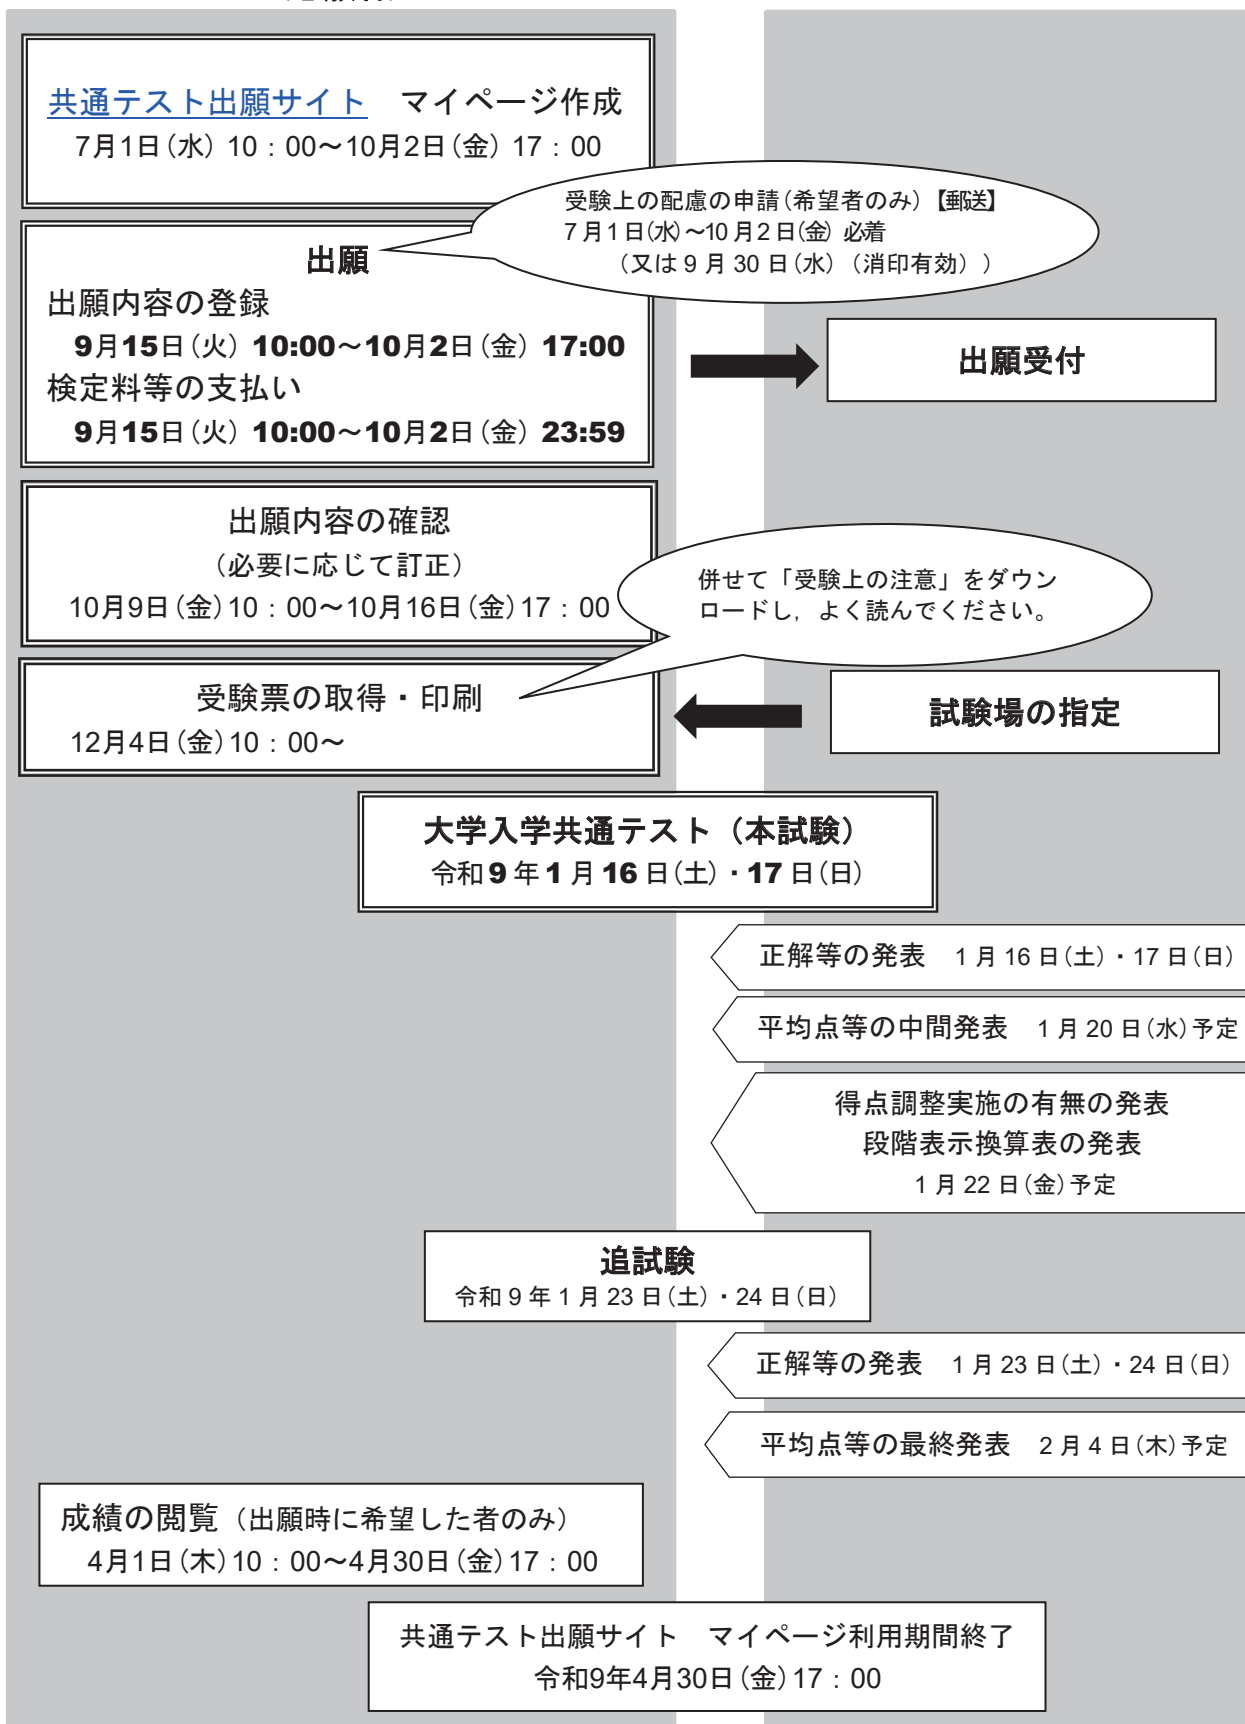 共通テスト出願サイト　マイページ作成
7月1日(水) 10：00～10月2日(金) 17：00
受験上の配慮の申請(希望者のみ)【郵送】
7月1日(水)～10月2日(金) 必着
(又は9月30日(水)(消印有効))
出願
出願内容の登録
9月15日(火) 10:00～10月2日(金) 17:00
検定料等の支払い
9月15日(火) 10:00～10月2日(金) 23:59
出願受付
出願内容の確認
(必要に応じて訂正)
10月9日(金)10：00～10月16日(金)17：00
併せて「受験上の注意」をダウン
ロードし，よく読んでください。
受験票の取得・印刷
12月4日(金)10：00～
試験場の指定
大学入学共通テスト（本試験）
令和9年1月16日(土)・17日(日)
正解等の発表　1月16日(土)・17日(日)
平均点等の中間発表　1月20日(水)予定
得点調整実施の有無の発表
段階表示換算表の発表
1月22日(金)予定
追試験
令和9年1月23日(土)・24日(日)
正解等の発表　1月23日(土)・24日(日)
平均点等の最終発表　2月4日(木)予定
成績の閲覧（出願時に希望した者のみ）
4月1日(木)10：00～4月30日(金)17：00
共通テスト出願サイト　マイページ利用期間終了
令和9年4月30日(金)17：00